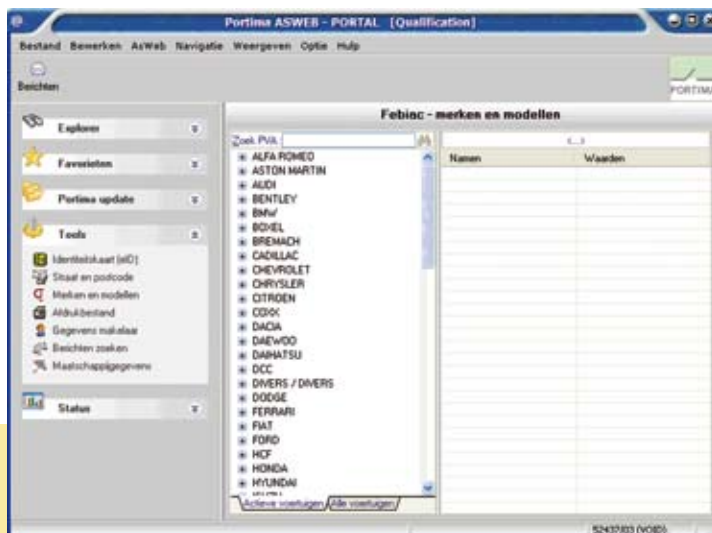 Portima ASWEB - PORTAL [Qualification]
Bestand Bewerken AsWeb Navigatie Weergeven Optie Hulp
Berichten
PORTIMA
Explorer
Favorieten
Portima update
Tools
Identiteitskaart (eID)
Straat en postcode
Merken en modellen
Afdrukbestand
Gegevens makelaar
Berichten zoeken
Maatschappijgegevens
Status
Febiac - merken en modellen
Zoek PVA:
ALFA ROMEO
ASTON MARTIN
AUDI
BENTLEY
BMW
BOXEL
BREMACH
CADILLAC
CHEVROLET
CHRYSLER
CITROEN
COXX
DACIA
DAEWOO
DAIHATSU
DCC
DIVERS / DIVERS
DODGE
FERRARI
FIAT
FORD
HCF
HONDA
HYUNDAI
Actieve voertuigen Alle voertuigen
(...)
Namen Waarden
52437/03 (VOID)